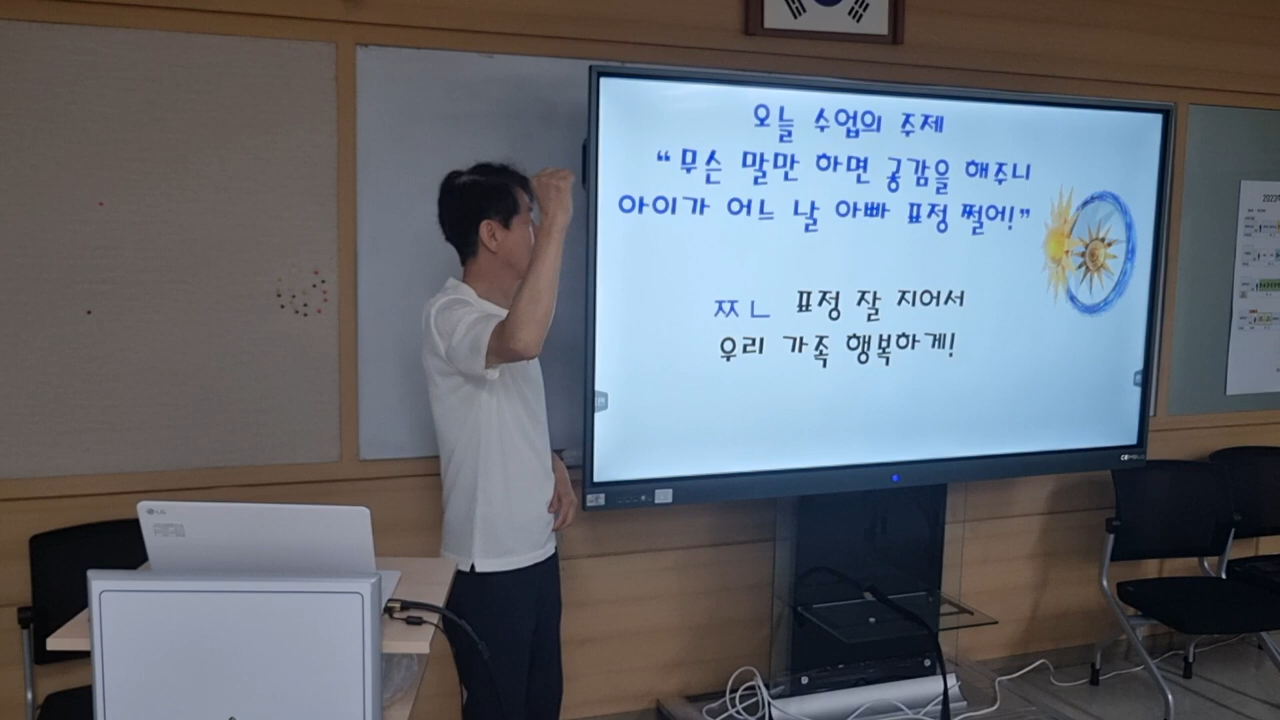 오늘 수업의 주제
“무슨 말만 하면 공감을 해주니
아이가 어느 날 아빠 표정 쩔어!”
ㅉㄴ 표정 잘 지어서
우리 가족 행복하게!
LG